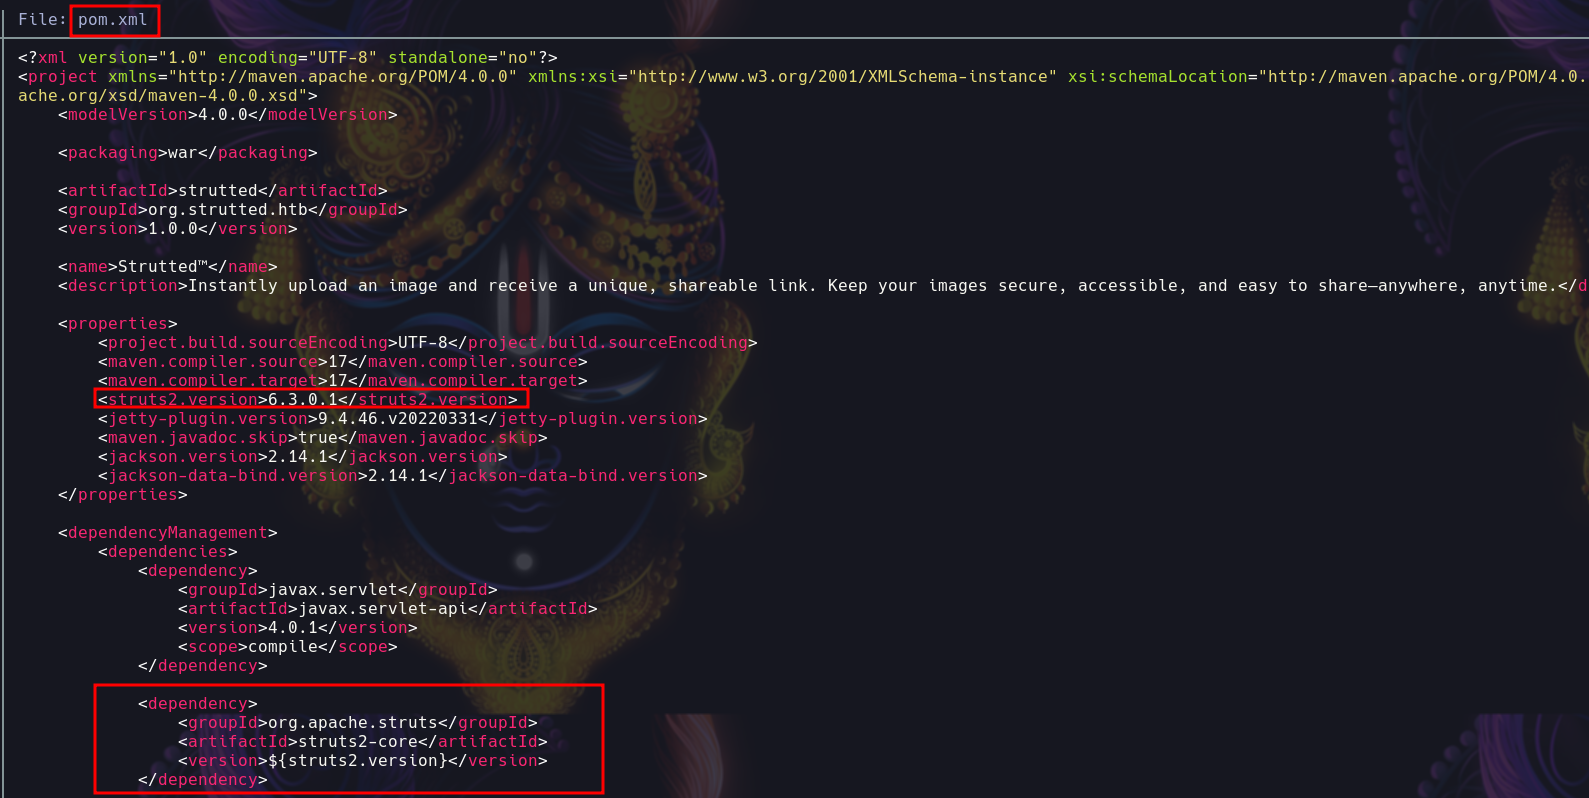 File: pom.xml
<?xml version="1.0" encoding="UTF-8" standalone="no"?>
<project xmlns="http://maven.apache.org/POM/4.0.0" xmlns:xsi="http://www.w3.org/2001/XMLSchema-instance" xsi:schemaLocation="http://maven.apache.org/POM/4.0.
ache.org/xsd/maven-4.0.0.xsd">
    <modelVersion>4.0.0</modelVersion>
    <packaging>war</packaging>
    <artifactId>strutted</artifactId>
    <groupId>org.strutted.htb</groupId>
    <version>1.0.0</version>
    <name>Strutted™</name>
    <description>Instantly upload an image and receive a unique, shareable link. Keep your images secure, accessible, and easy to share—anywhere, anytime.</d
    <properties>
        <project.build.sourceEncoding>UTF-8</project.build.sourceEncoding>
        <maven.compiler.source>17</maven.compiler.source>
        <maven.compiler.target>17</maven.compiler.target>
        <struts2.version>6.3.0.1</struts2.version>
        <jetty-plugin.version>9.4.46.v20220331</jetty-plugin.version>
        <maven.javadoc.skip>true</maven.javadoc.skip>
        <jackson.version>2.14.1</jackson.version>
        <jackson-data-bind.version>2.14.1</jackson-data-bind.version>
    </properties>
    <dependencyManagement>
        <dependencies>
            <dependency>
                <groupId>javax.servlet</groupId>
                <artifactId>javax.servlet-api</artifactId>
                <version>4.0.1</version>
                <scope>compile</scope>
            </dependency>
            <dependency>
                <groupId>org.apache.struts</groupId>
                <artifactId>struts2-core</artifactId>
                <version>${struts2.version}</version>
            </dependency>